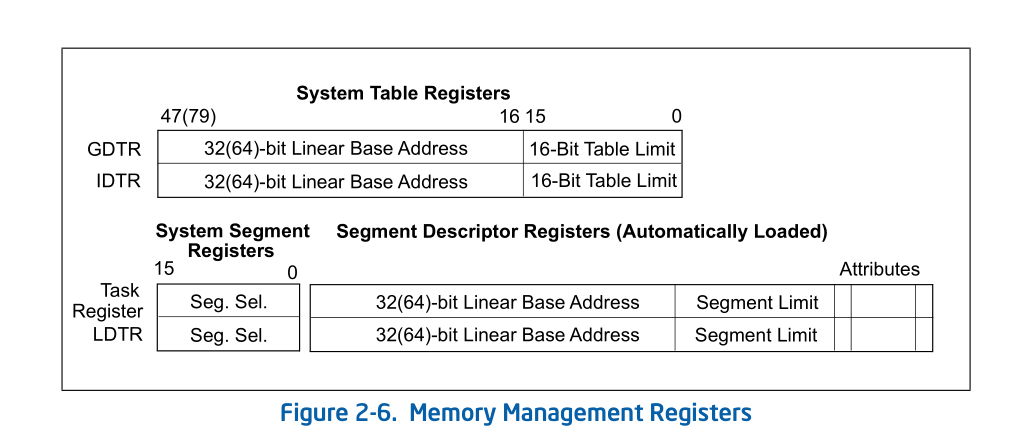 System Table Registers
47(79) 16 15 0
GDTR 32(64)-bit Linear Base Address 16-Bit Table Limit
IDTR 32(64)-bit Linear Base Address 16-Bit Table Limit
System Segment Registers Segment Descriptor Registers (Automatically Loaded)
15 0 Attributes
Task Register Seg. Sel. 32(64)-bit Linear Base Address Segment Limit
LDTR Seg. Sel. 32(64)-bit Linear Base Address Segment Limit
Figure 2-6. Memory Management Registers